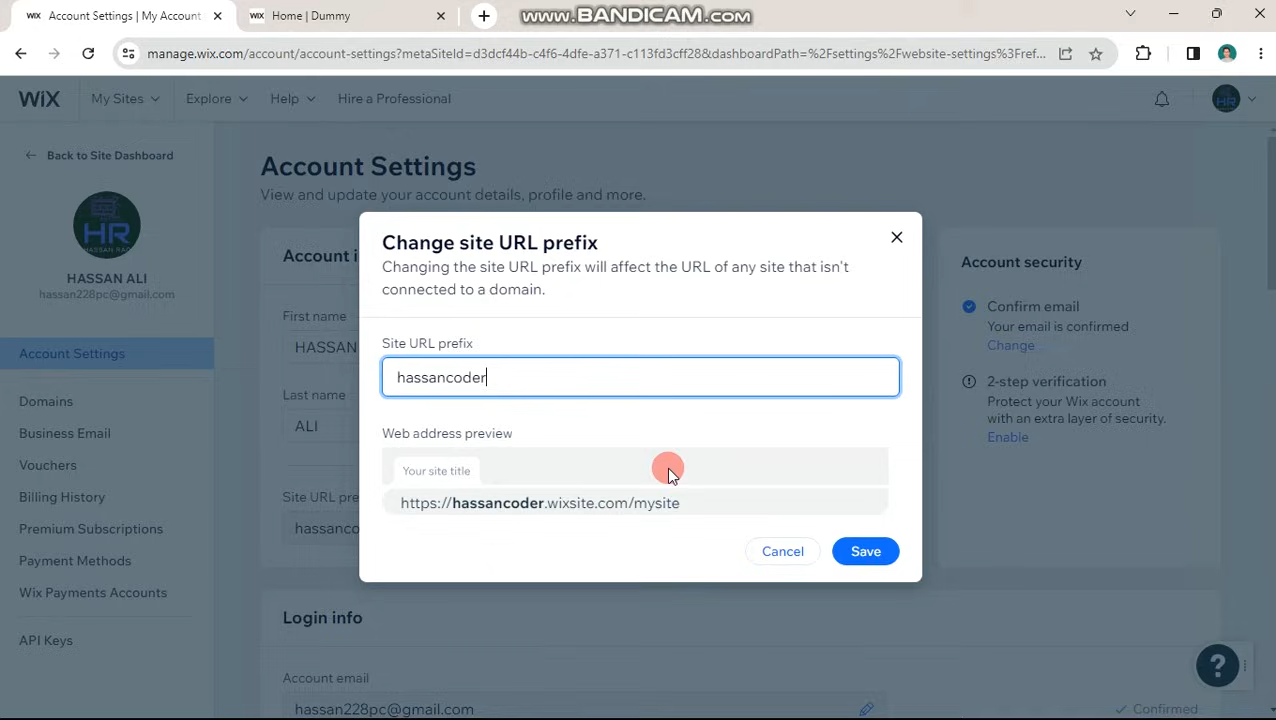 Account Settings | My Account
Home | Dummy
www.BANDICAM.com
manage.wix.com/account/account-settings?metaSiteId=d3dcf44b-c4f6-4dfe-a371-c113fd3cff28&dashboardPath=%2Fsettings%2Fwebsite-settings%3Fref...
WIX
My Sites
Explore
Help
Hire a Professional
HR
Back to Site Dashboard
HR
HASSAN RAO
HASSAN ALI
hassan228pc@gmail.com
Account Settings
Domains
Business Email
Vouchers
Billing History
Premium Subscriptions
Payment Methods
Wix Payments Accounts
API Keys
Account Settings
View and update your account details, profile and more.
Account i
First name
HASSAN
Last name
ALI
Site URL pre
hassanco
Login info
Account email
hassan228pc@gmail.com
Confirmed
Change site URL prefix
Changing the site URL prefix will affect the URL of any site that isn't
connected to a domain.
Site URL prefix
hassancoder
Web address preview
Your site title
https://hassancoder.wixsite.com/mysite
Cancel
Save
Account security
Confirm email
Your email is confirmed
Change
2-step verification
Protect your Wix account
with an extra layer of security.
Enable
?